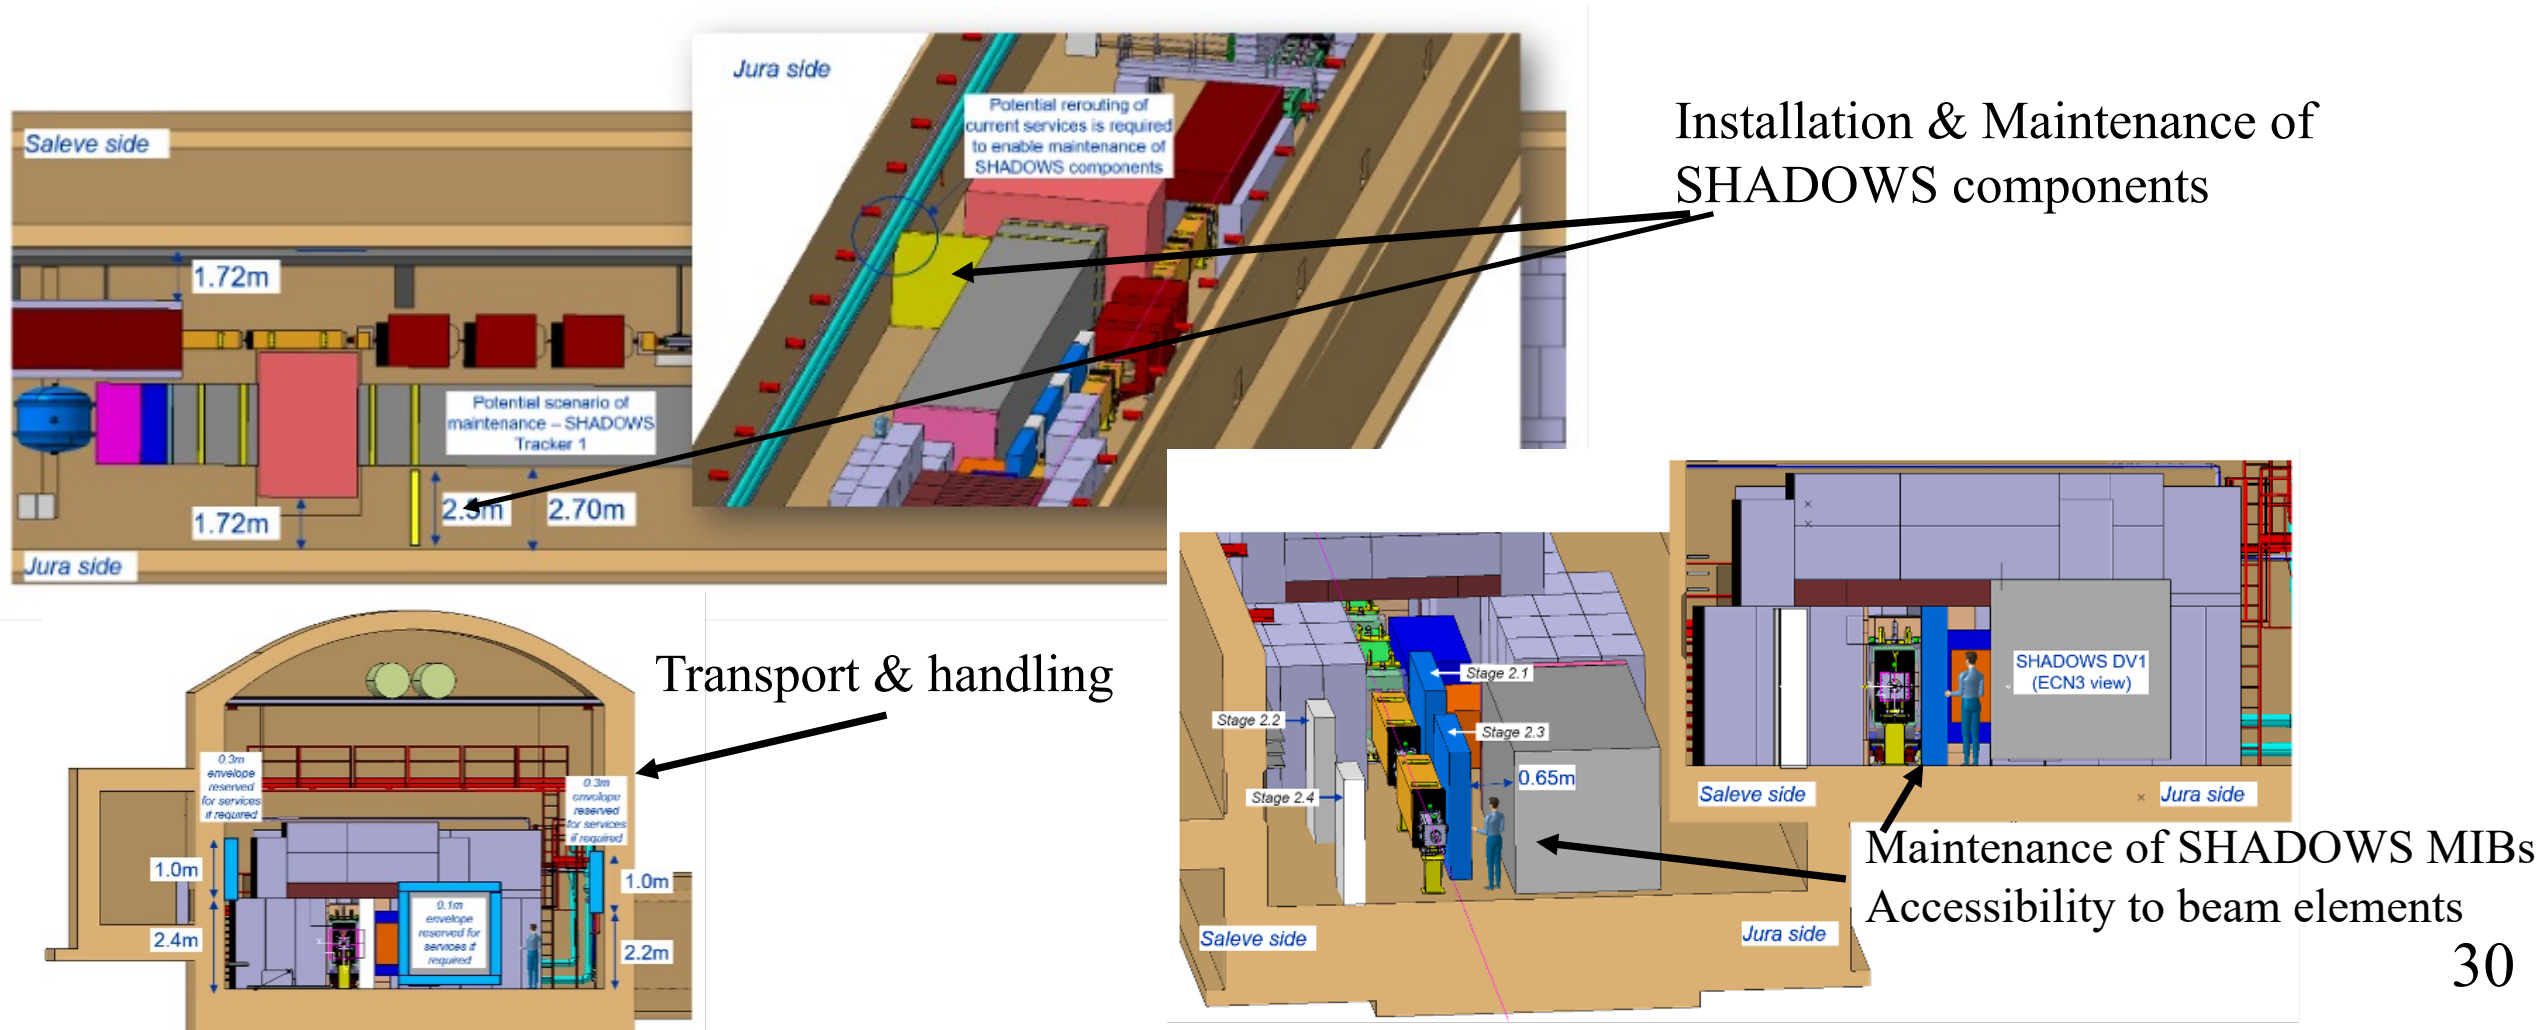 Saleve side
1.72m
Potential scenario of
maintenance – SHADOWS
Tracker 1
1.72m
2.5m
2.70m
Jura side
Jura side
Potential rerouting of
current services is required
to enable maintenance of
SHADOWS components
Installation & Maintenance of
SHADOWS components
Transport & handling
0.3m
envelope
reserved
for services
if required
0.3m
envelope
reserved
for services
if required
1.0m
2.4m
0.1m
envelope
reserved for
services if
required
1.0m
2.2m
Stage 2.1
Stage 2.2
Stage 2.3
Stage 2.4
0.65m
Saleve side
Jura side
SHADOWS DV1
(ECN3 view)
Saleve side
Jura side
Maintenance of SHADOWS MIBs
Accessibility to beam elements
30